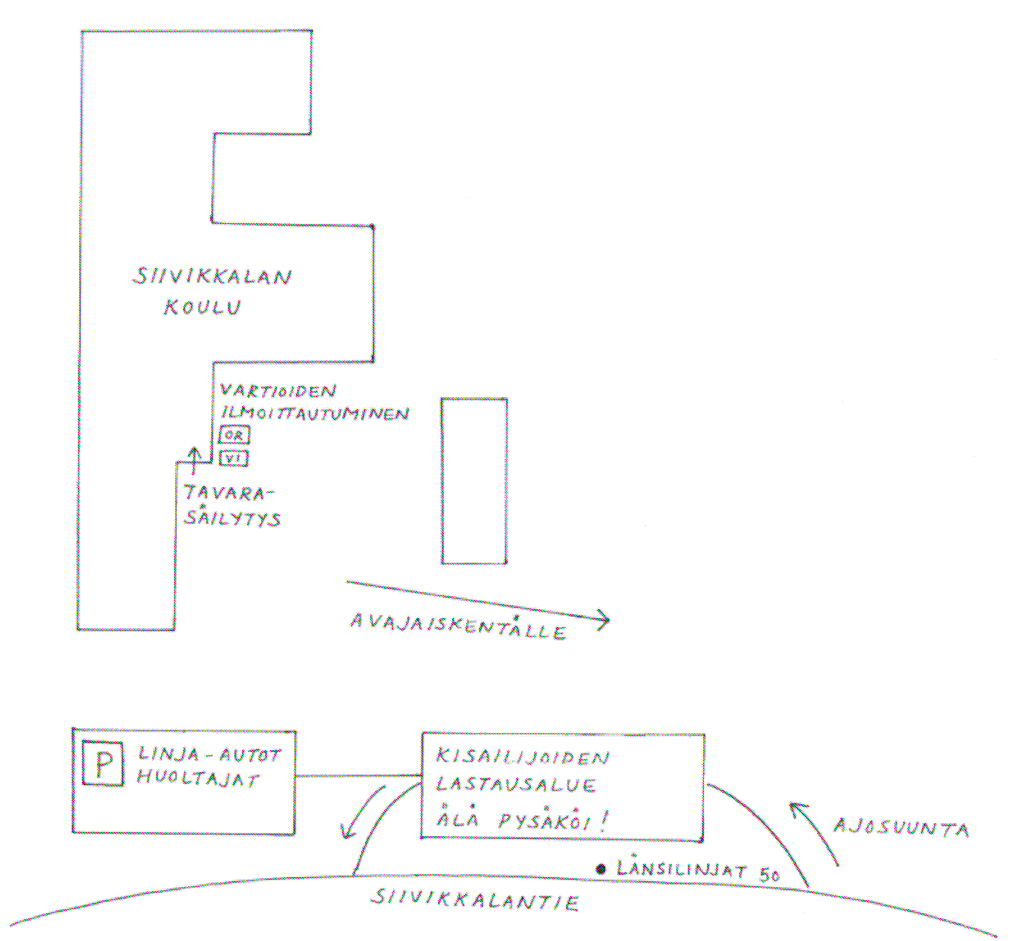 SIIVIKKALAN
KOULU
VARTIOIDEN
ILMOITTAUTUMINEN
OR
VI
TAVARA-
SÄILYTYS
AVAJAISKENTÄLLE
P
LINJA-AUTOT
HUOLTAJAT
KISAILIJOIDEN
LASTAUSALUE
ÄLÄ PYSÄKÖI!
AJOSUUNTA
LÄNSILINJAT 50
SIIVIKKALANTIE